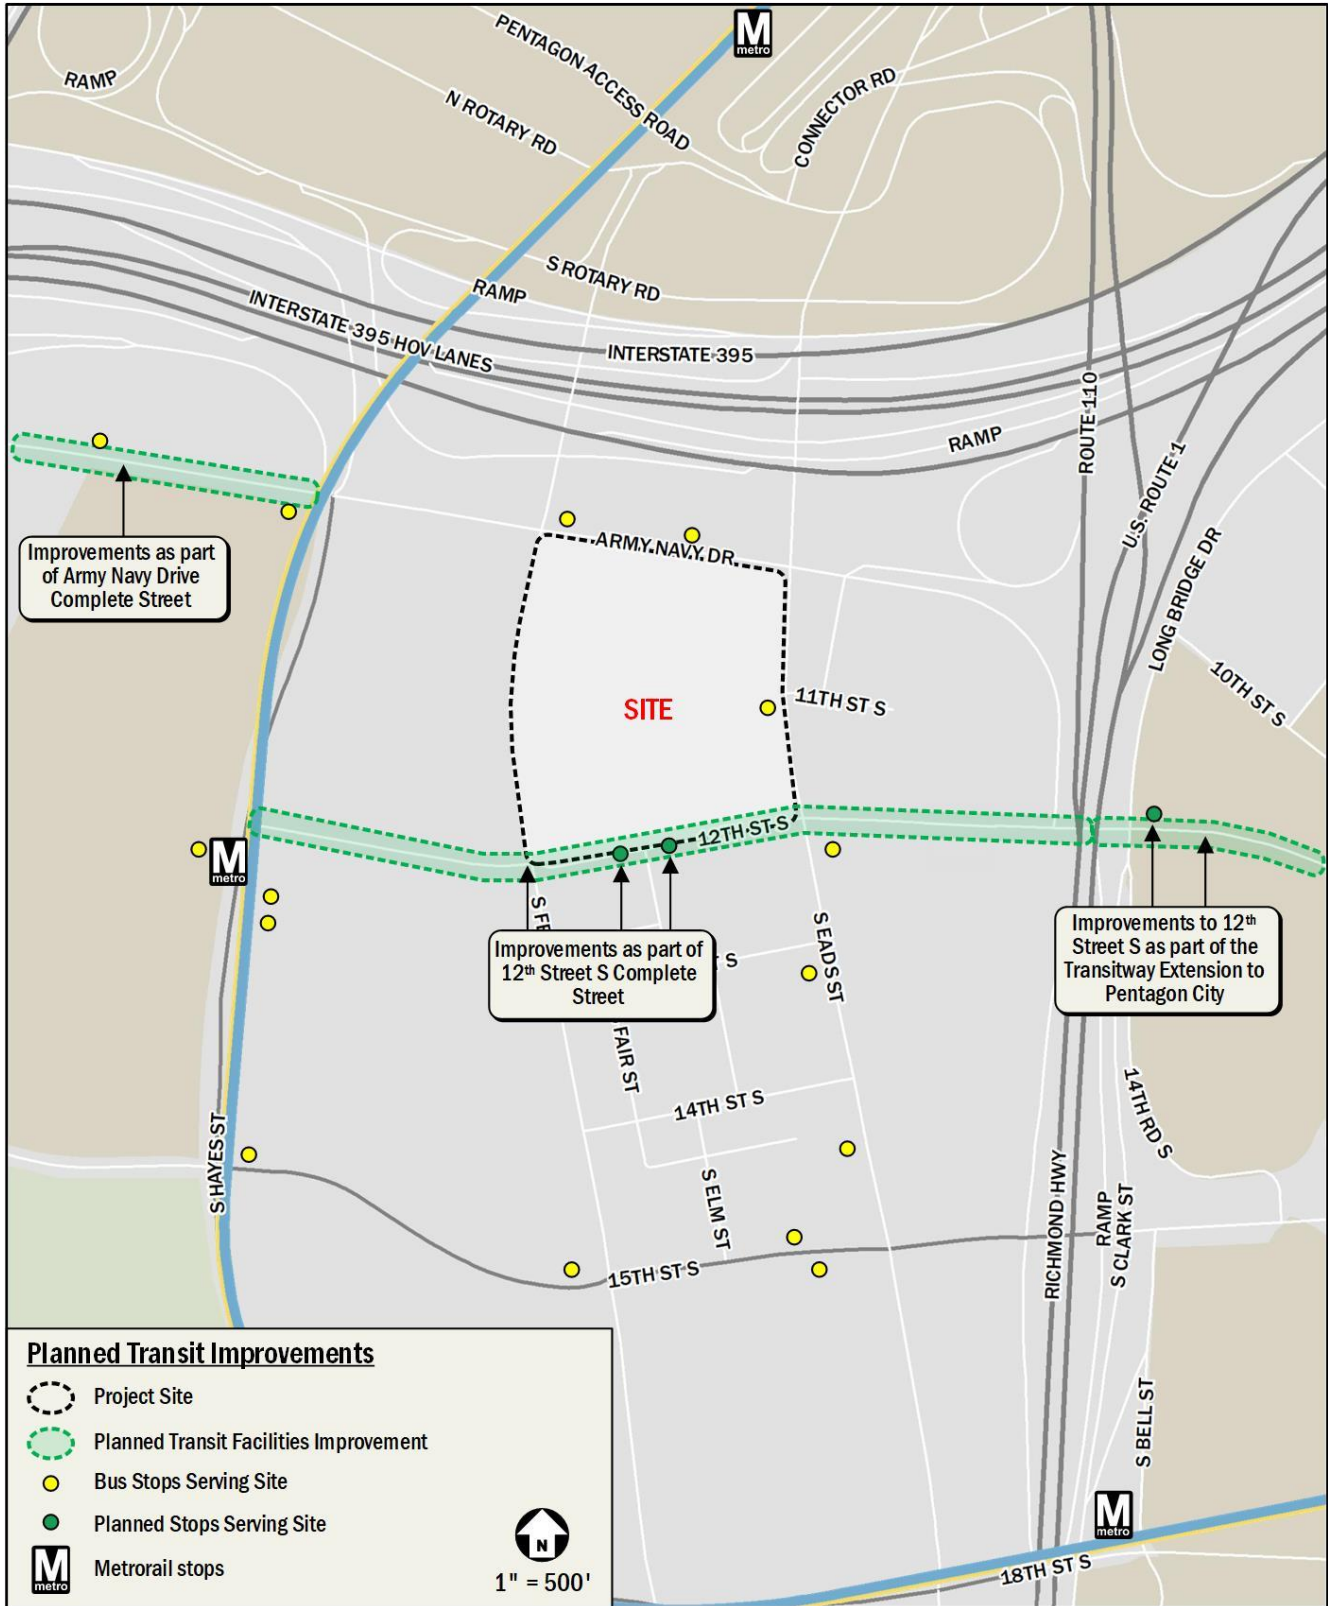 M
metro
PENTAGON ACCESS ROAD
RAMP
N ROTARY RD
CONNECTOR RD
S ROTARY RD
RAMP
INTERSTATE 395 HOV LANES
INTERSTATE 395
RAMP
ROUTE 110
U.S. ROUTE 1
LONG BRIDGE DR
ARMY NAVY DR
Improvements as part
of Army Navy Drive
Complete Street
SITE
11TH ST S
10TH ST S
12TH ST S
M
metro
S FE
Improvements as part of
12th Street S Complete
Street
T S
S EADS ST
Improvements to 12th
Street S as part of the
Transitway Extension to
Pentagon City
FAIR ST
14TH ST S
14TH RD S
S HAYES ST
S ELM ST
RICHMOND HWY
RAMP
S CLARK ST
15TH ST S
S BELL ST
Planned Transit Improvements
Project Site
Planned Transit Facilities Improvement
Bus Stops Serving Site
Planned Stops Serving Site
M
metro
Metrorail stops
N
1" = 500'
M
metro
18TH ST S